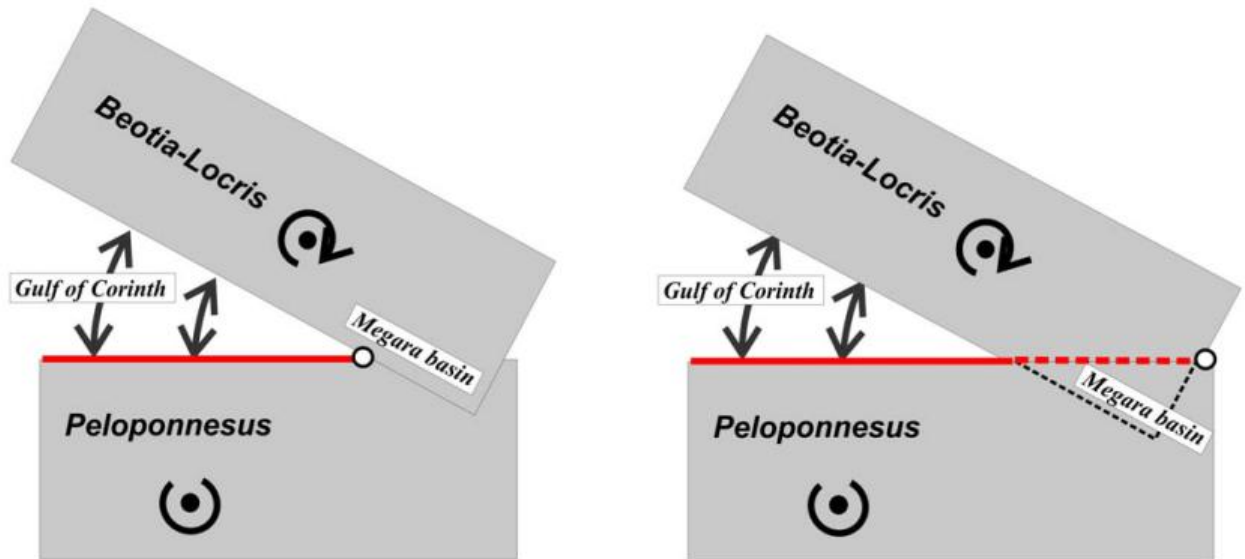 Beotia-Locris
Gulf of Corinth
Megara basin
Peloponnesus
Beotia-Locris
Gulf of Corinth
Megara basin
Peloponnesus